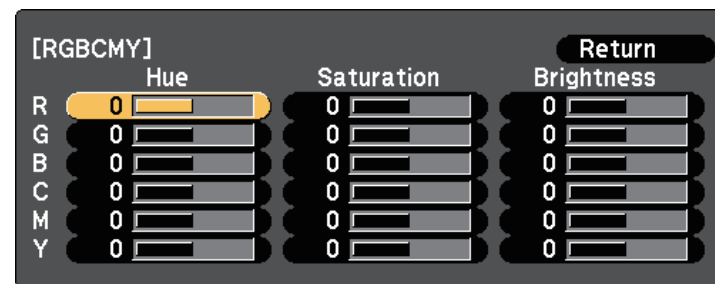 [RGBCMY] Return
Hue Saturation Brightness
R 0 0 0
G 0 0 0
B 0 0 0
C 0 0 0
M 0 0 0
Y 0 0 0